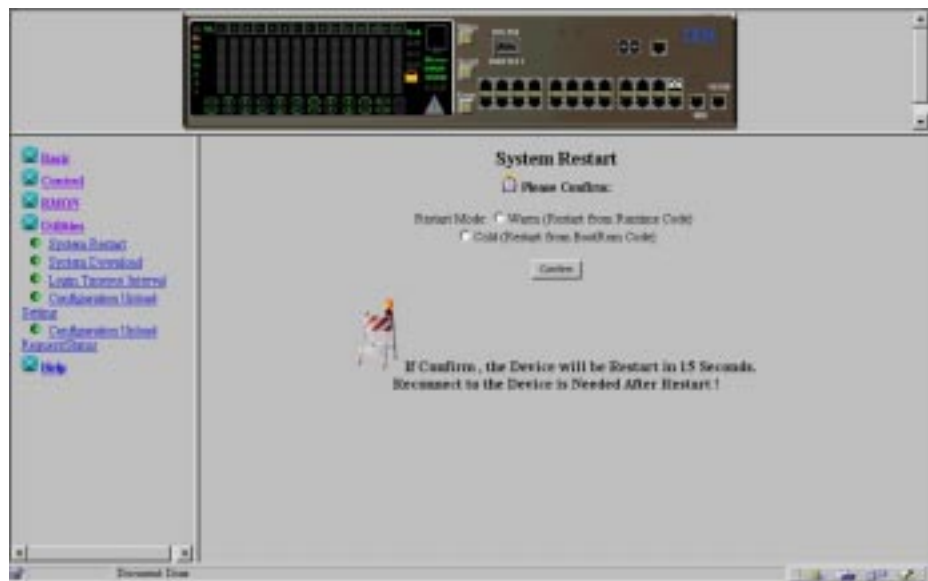 IBM
Back
Control
RMON
Utilities
System Restart
System Download
Login Timeout Interval
Configuration Upload
Setting
Configuration Upload
Request/Status
Help
System Restart
Please Confirm:
Restart Mode: Warm (Restart from Runtime Code)
Cold (Restart from BootRom Code)
Confirm
If Confirm , the Device will be Restart in 15 Seconds.
Reconnect to the Device is Needed After Restart !
Document: Done